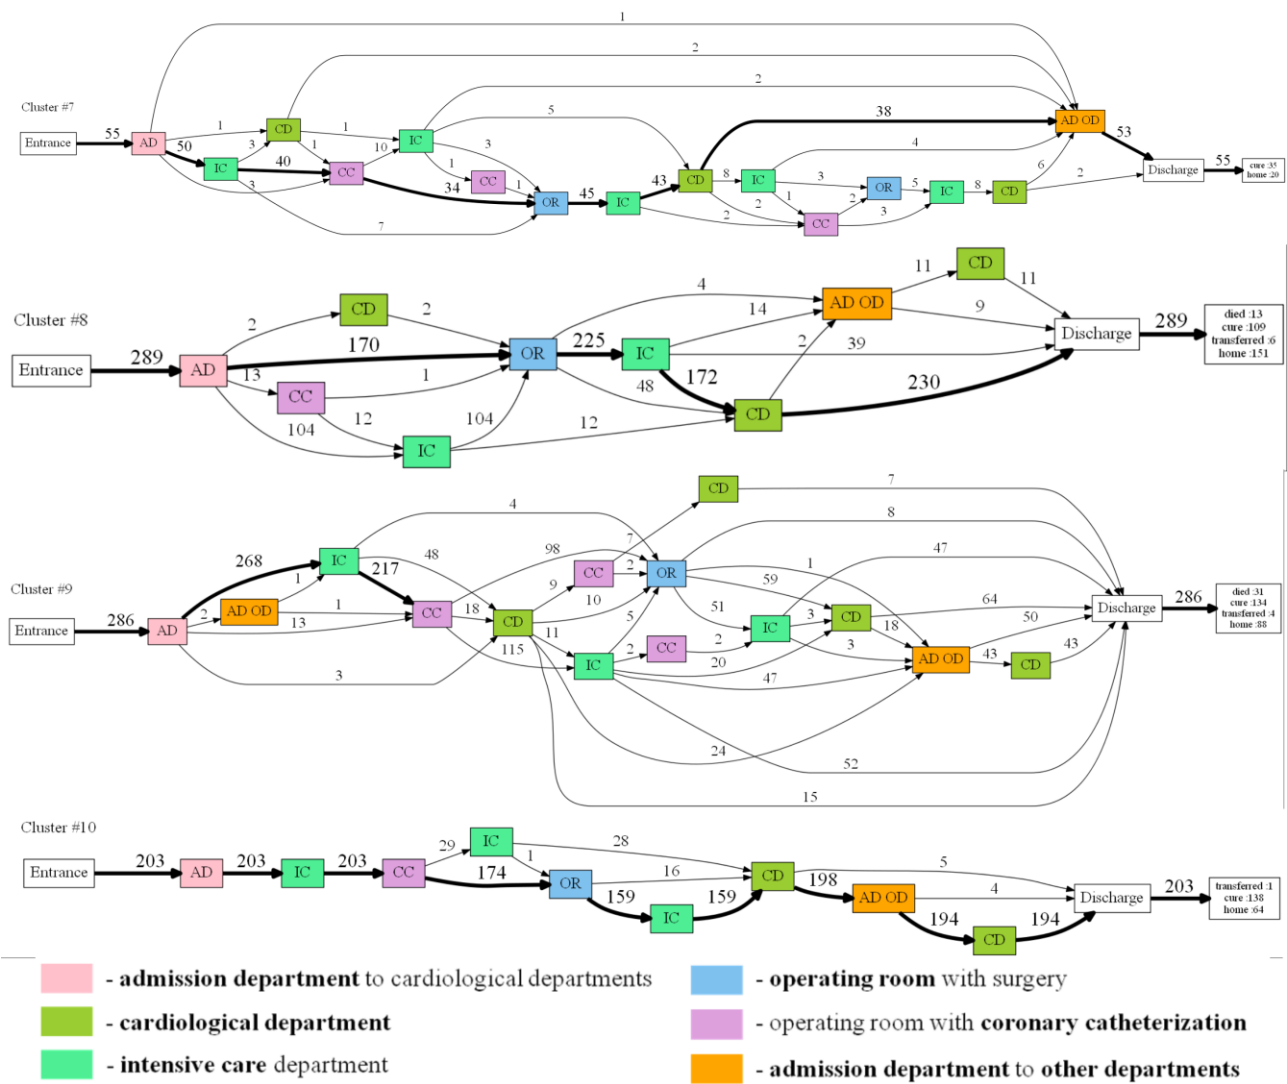 1
2
2
Cluster #7
5
38
Entrance
55
AD
50
1
CD
1
IC
10
3
AD OD
53
Discharge
55
cure :35
home :20
IC
3
40
1
CC
3
34
1
CC
1
OR
45
IC
43
CD
8
IC
4
3
OR
5
IC
8
CD
6
2
7
2
2
1
CC
2
3
Cluster #8
Entrance
289
AD
2
CD
2
170
13
CC
1
12
104
IC
104
OR
225
IC
4
14
39
48
172
12
CD
2
AD OD
11
CD
11
9
230
Discharge
289
died :13
cure :109
transferred :6
home :151
Cluster #9
Entrance
286
AD
268
2
AD OD
1
IC
217
1
13
3
4
48
98
CC
18
115
CD
9
CC
7
CD
7
2
10
11
IC
5
OR
8
1
59
51
2
CC
2
IC
47
3
3
20
47
CD
64
18
AD OD
50
43
CD
43
24
52
15
Discharge
286
died :31
cure :134
transferred :4
home :88
Cluster #10
Entrance
203
AD
203
IC
203
CC
29
IC
28
1
174
OR
16
159
IC
159
CD
5
198
AD OD
4
194
CD
194
Discharge
203
transferred :1
cure :138
home :64
- admission department to cardiological departments
- cardiological department
- intensive care department
- operating room with surgery
- operating room with coronary catheterization
- admission department to other departments